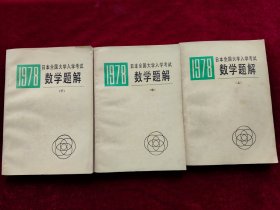 1978
日本全国大学入学考试
数学题解
(下)
1978
日本全国大学入学考试
数学题解
(中)
1978
日本全国大学入学考试
数学题解
(上)